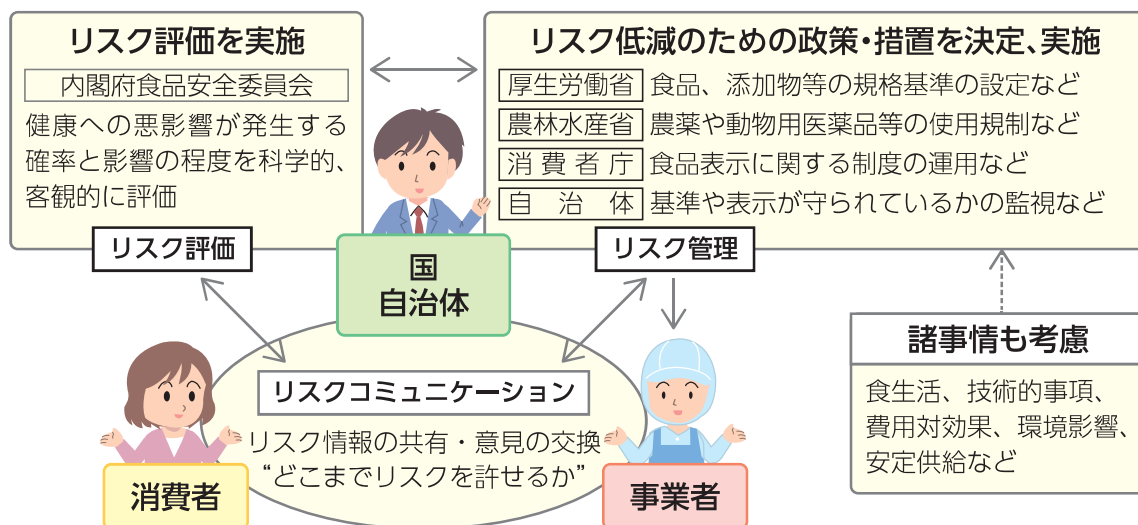 リスク評価を実施
内閣府食品安全委員会
健康への悪影響が発生する
確率と影響の程度を科学的、
客観的に評価
リスク評価
リスク低減のための政策・措置を決定、実施
厚生労働省 食品、添加物等の規格基準の設定など
農林水産省 農薬や動物用医薬品等の使用規制など
消費者庁 食品表示に関する制度の運用など
自治体 基準や表示が守られているかの監視など
リスク管理
国
自治体
諸事情も考慮
食生活、技術的事項、
費用対効果、環境影響、
安定供給など
リスクコミュニケーション
リスク情報の共有・意見の交換
“どこまでリスクを許せるか”
消費者
事業者